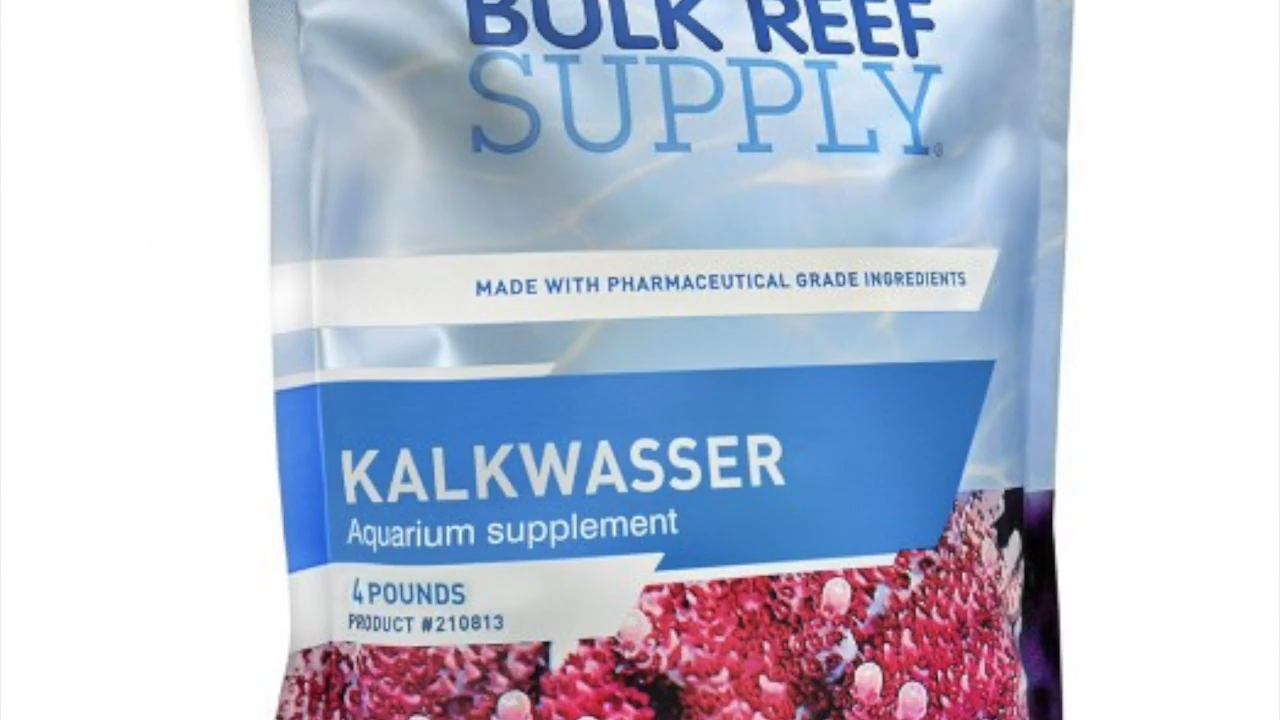 BULK REEF
SUPPLY®
MADE WITH PHARMACEUTICAL GRADE INGREDIENTS
KALKWASSER
Aquarium supplement
4 POUNDS
PRODUCT #210813